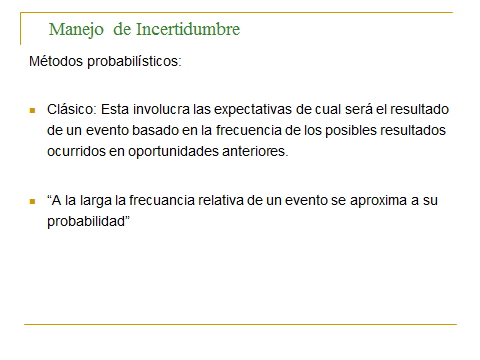 Manejo de Incertidumbre
Métodos probabilísticos:
Clásico: Esta involucra las expectativas de cual será el resultado
de un evento basado en la frecuencia de los posibles resultados
ocurridos en oportunidades anteriores.
“A la larga la frecuancia relativa de un evento se aproxima a su
probabilidad”